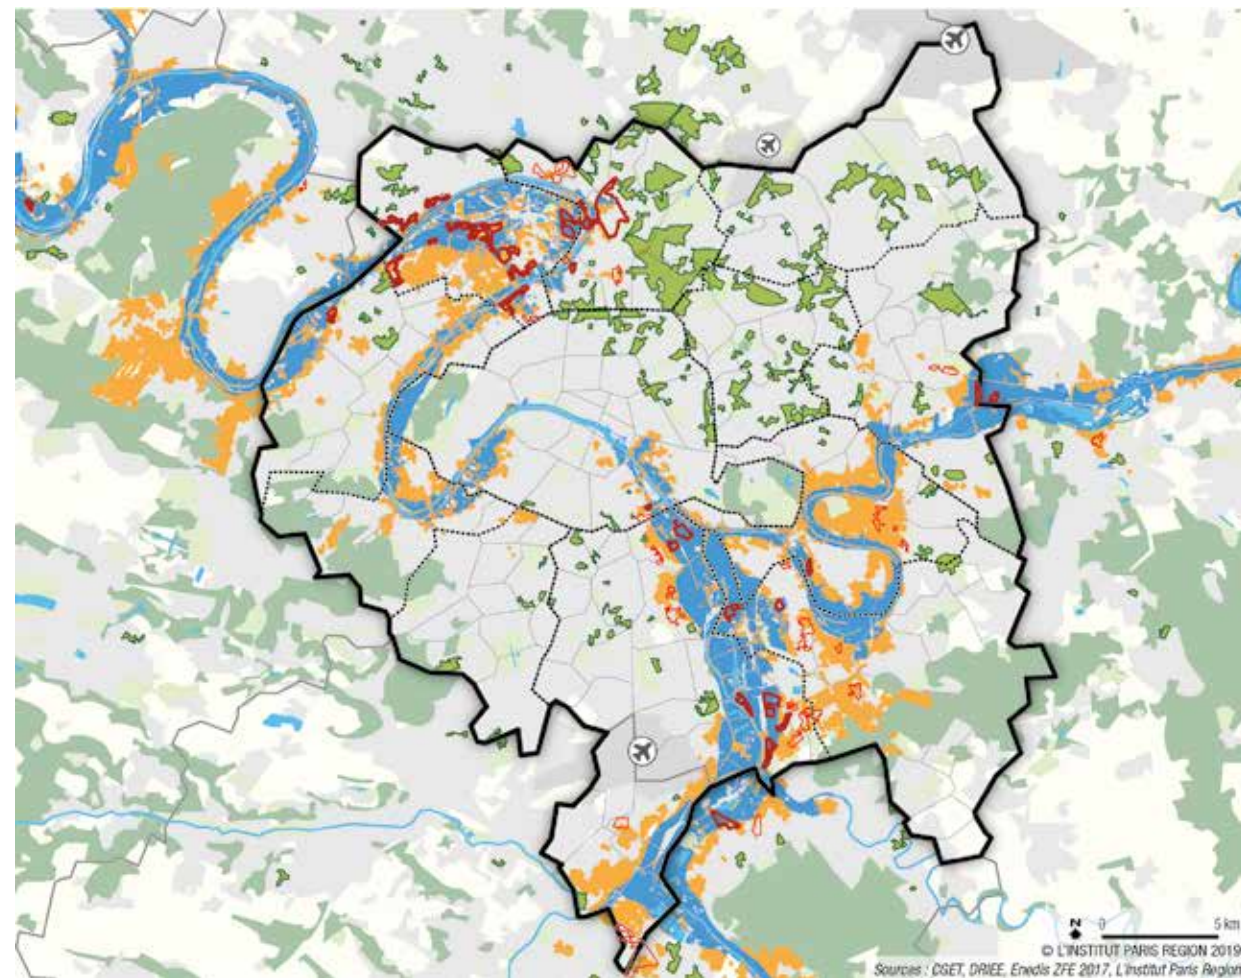 N
0 5 km
© L'INSTITUT PARIS REGION 2019
Sources : CGET, DRIEE, Enedis ZFE 2017, L'Institut Paris Region